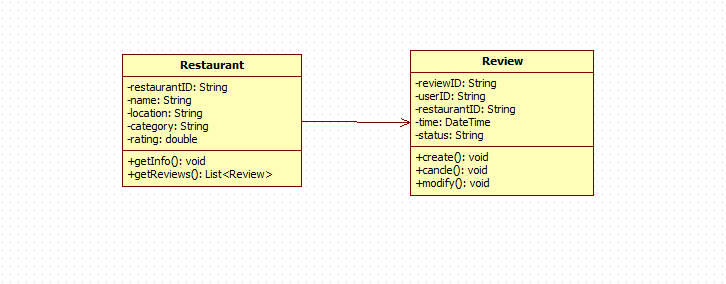 Restaurant
-restaurantID: String
-name: String
-location: String
-category: String
-rating: double
+getInfo(): void
+getReviews(): List<Review>
Review
-reviewID: String
-userID: String
-restaurantID: String
-time: DateTime
-status: String
+create(): void
+cancle(): void
+modify(): void